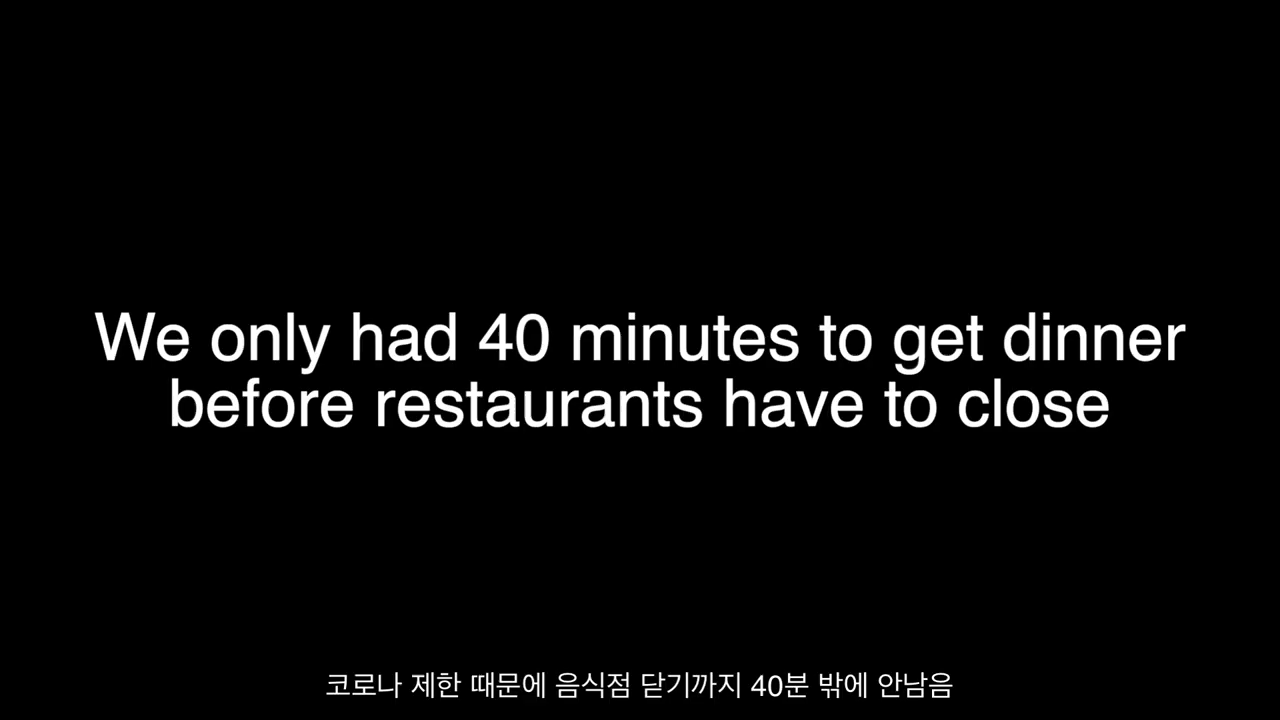 We only had 40 minutes to get dinner
before restaurants have to close
코로나 제한 때문에 음식점 닫기까지 40분 밖에 안남음